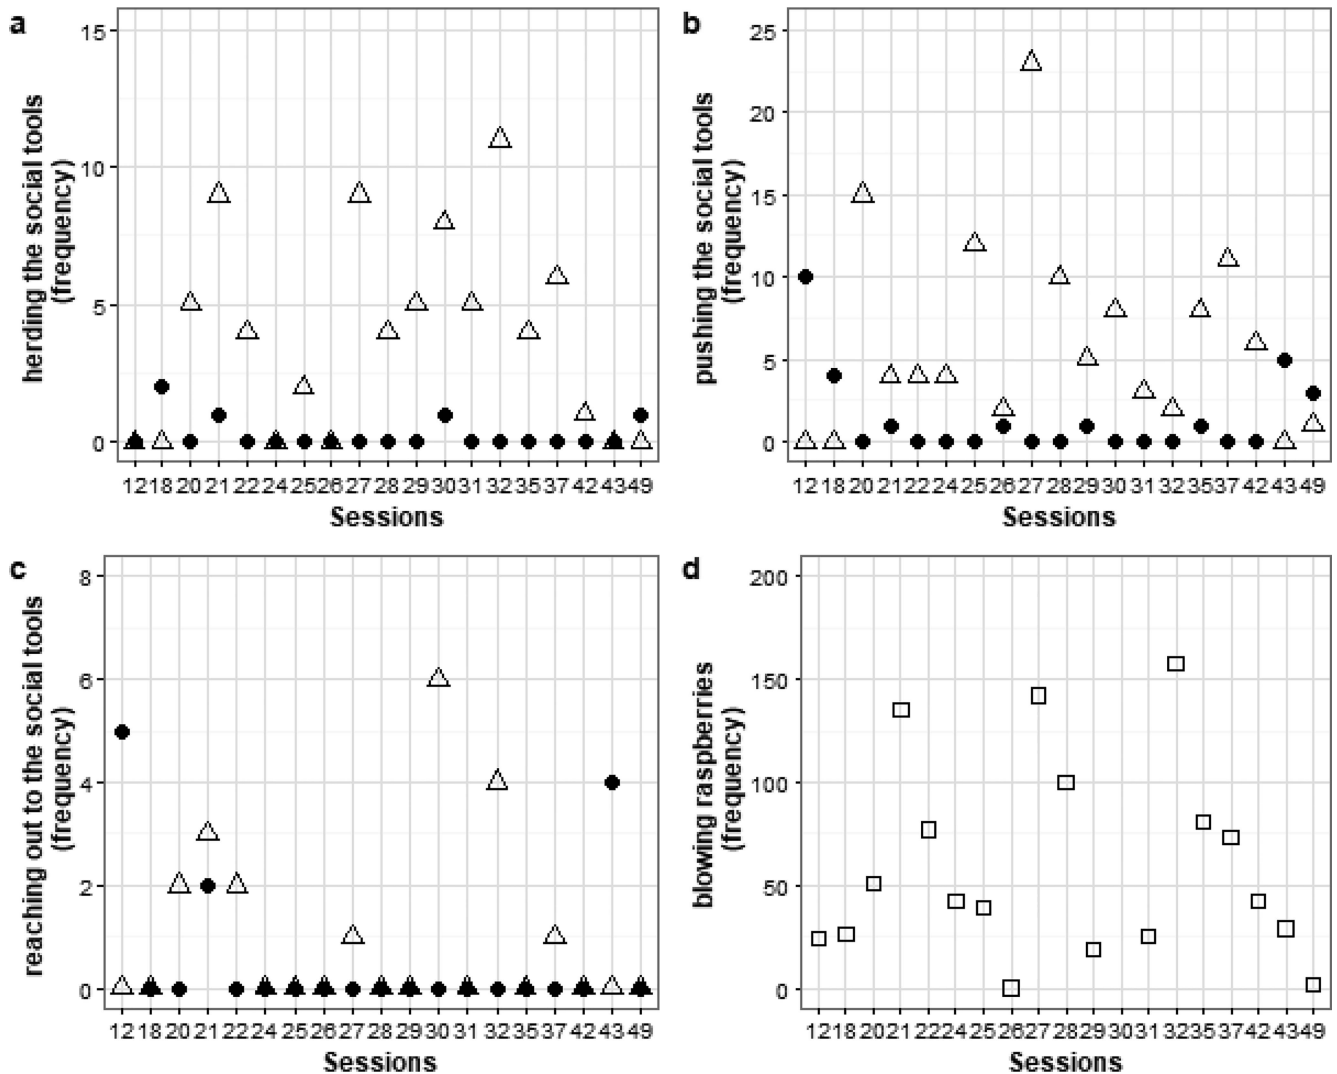 a
herding the social tools
(frequency)
15
10
5
0
12 18 20 21 22 24 25 26 27 28 29 30 31 32 35 37 42 43 49
Sessions
b
pushing the social tools
(frequency)
25
20
15
10
5
0
12 18 20 21 22 24 25 26 27 28 29 30 31 32 35 37 42 43 49
Sessions
c
reaching out to the social tools
(frequency)
8
6
4
2
0
12 18 20 21 22 24 25 26 27 28 29 30 31 32 35 37 42 43 49
Sessions
d
blowing raspberries
(frequency)
200
150
100
50
0
12 18 20 21 22 24 25 26 27 28 29 30 31 32 35 37 42 43 49
Sessions